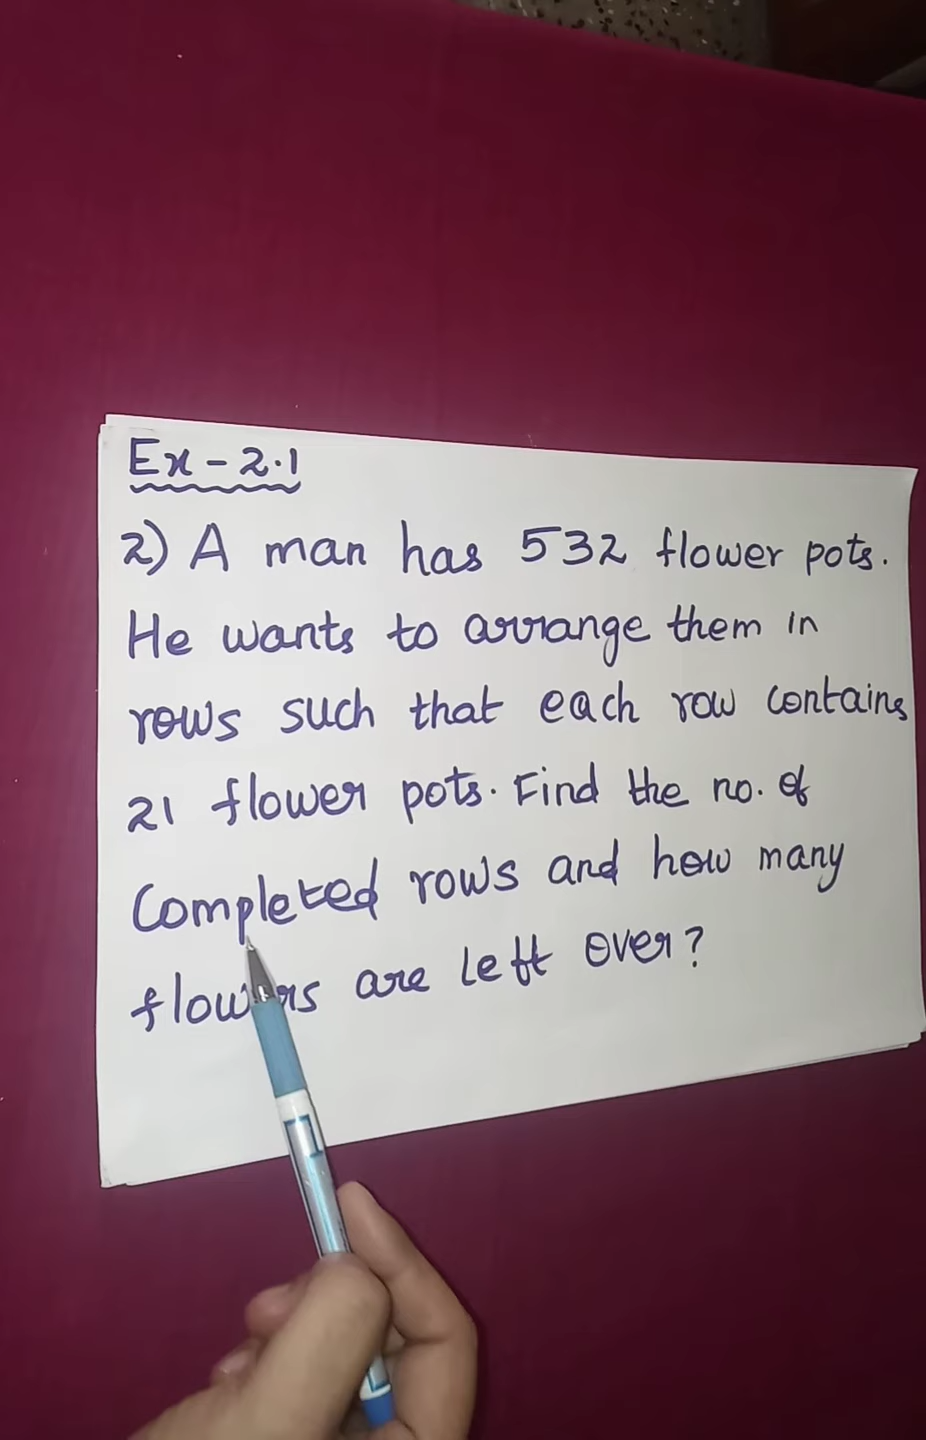 Ex - 2.1
2) A man has 532 flower pots.
He wants to arrange them in
rows such that each row contains
21 flower pots. Find the no. of
Completed rows and how many
flowers are left over?